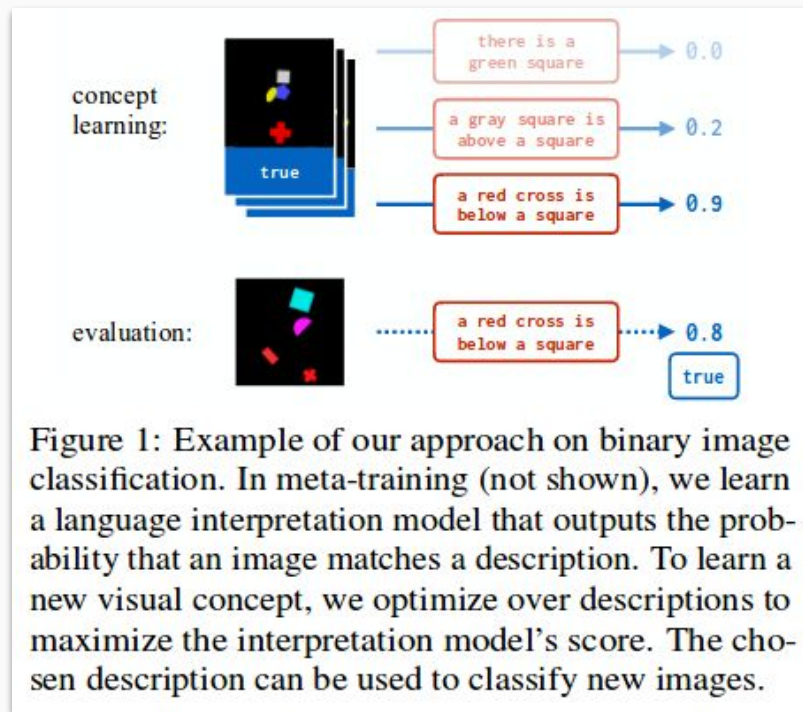 there is a
green square
0.0
concept
learning:
a gray square is
above a square
0.2
true
a red cross is
below a square
0.9
evaluation:
a red cross is
below a square
0.8
true
Figure 1: Example of our approach on binary image
classification. In meta-training (not shown), we learn
a language interpretation model that outputs the prob-
ability that an image matches a description. To learn a
new visual concept, we optimize over descriptions to
maximize the interpretation model's score. The cho-
sen description can be used to classify new images.